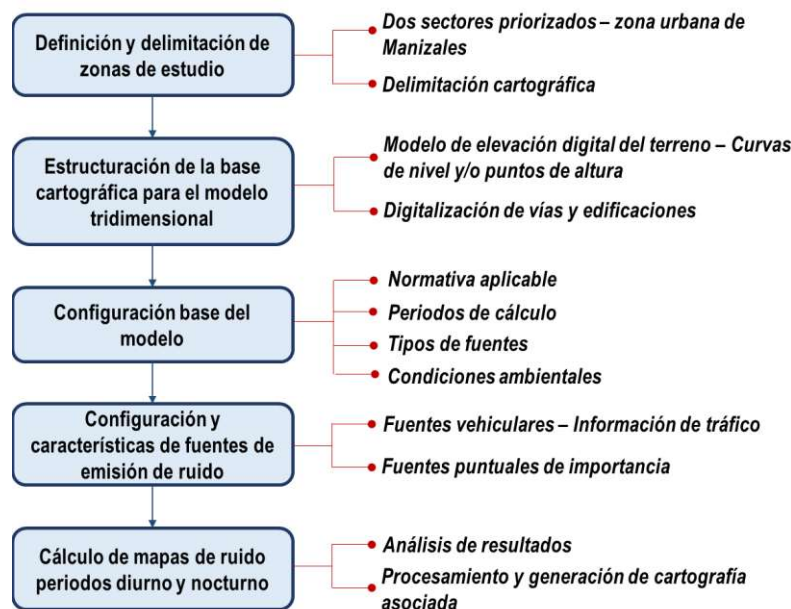 Definición y delimitación de
zonas de estudio
Dos sectores priorizados – zona urbana de
Manizales
Delimitación cartográfica
Estructuración de la base
cartográfica para el modelo
tridimensional
Modelo de elevación digital del terreno – Curvas
de nivel y/o puntos de altura
Digitalización de vías y edificaciones
Configuración base del
modelo
Normativa aplicable
Periodos de cálculo
Tipos de fuentes
Condiciones ambientales
Configuración y
características de fuentes de
emisión de ruido
Fuentes vehiculares – Información de tráfico
Fuentes puntuales de importancia
Cálculo de mapas de ruido
periodos diurno y nocturno
Análisis de resultados
Procesamiento y generación de cartografía
asociada